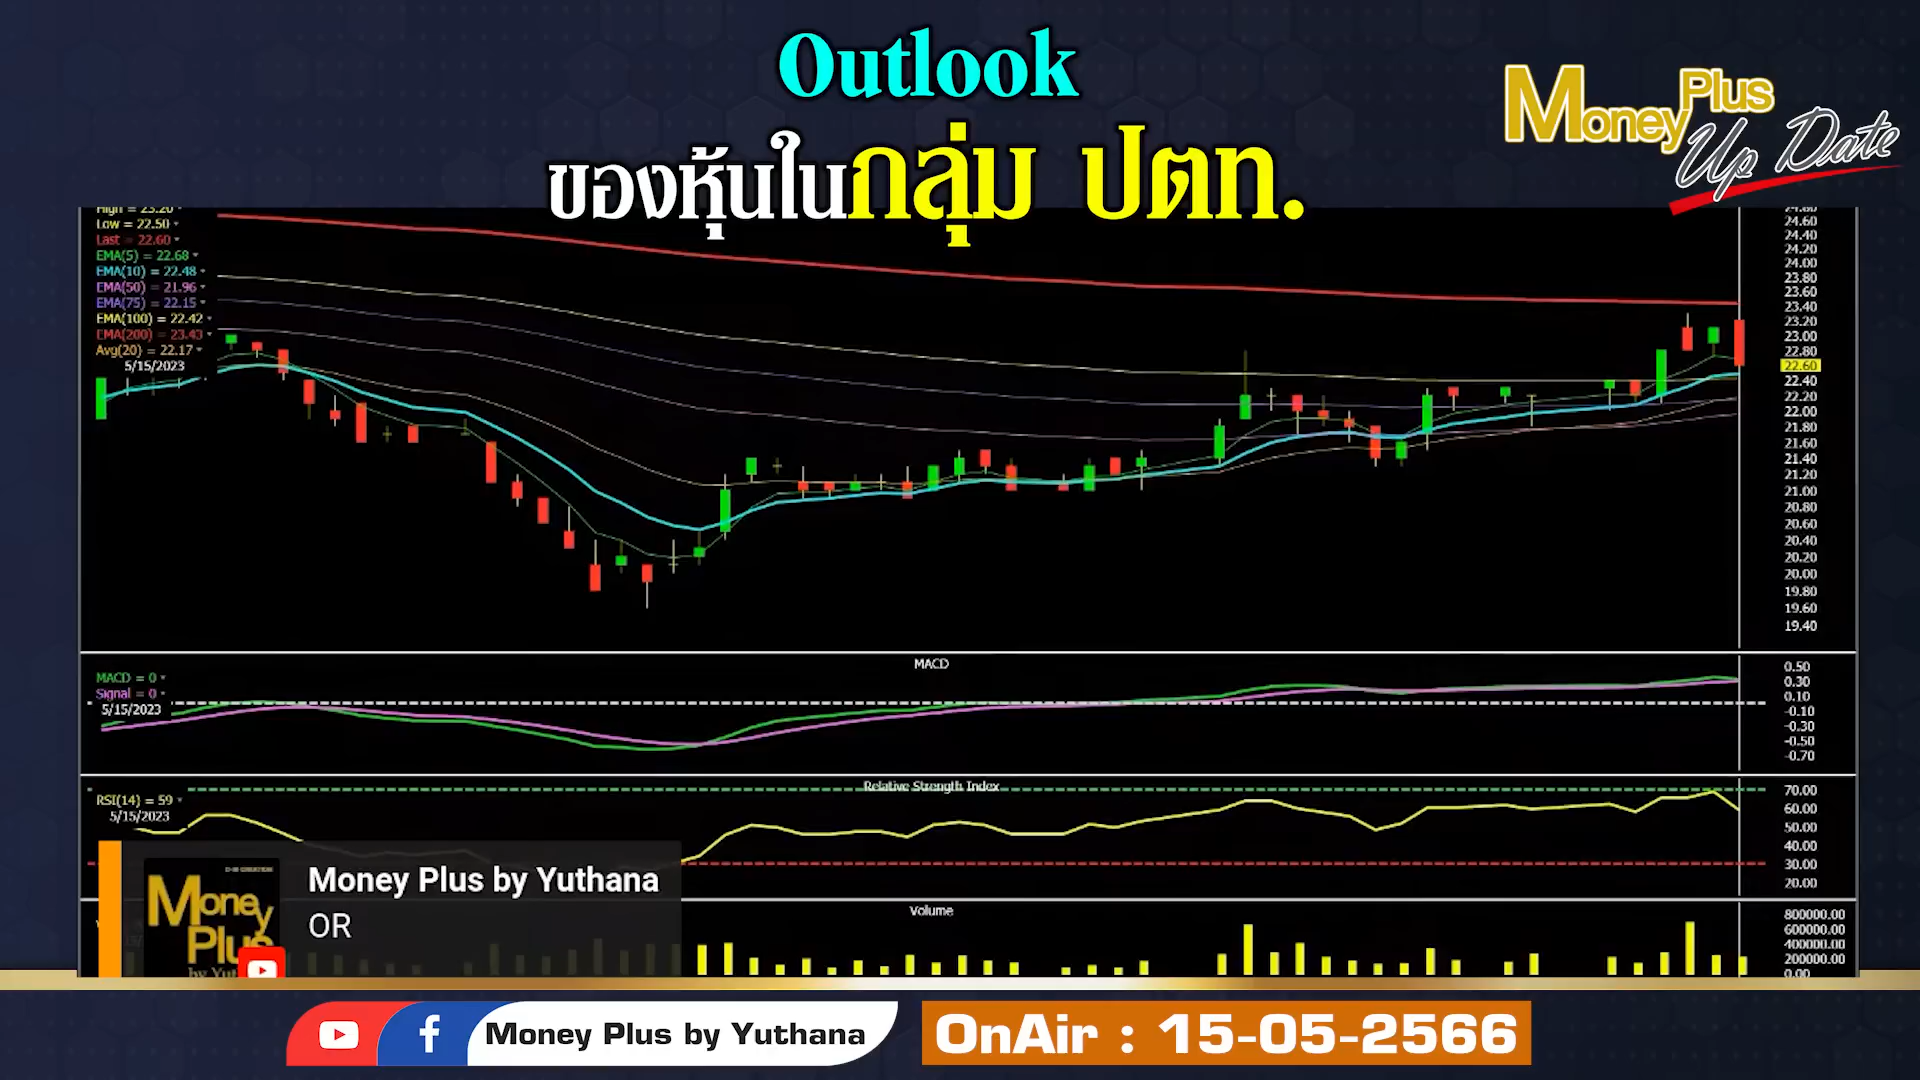 Outlook
ของหุ้นในกลุ่ม ปตท.
Money Plus
Up Date
High = 23.20
Low = 22.50
Last = 22.60
EMA(5) = 22.68
EMA(10) = 22.48
EMA(50) = 21.96
EMA(75) = 22.15
EMA(100) = 22.42
EMA(200) = 23.43
Avg(20) = 22.17
5/15/2023
24.80
24.60
24.40
24.20
24.00
23.80
23.60
23.40
23.20
23.00
22.80
22.60
22.40
22.20
22.00
21.80
21.60
21.40
21.20
21.00
20.80
20.60
20.40
20.20
20.00
19.80
19.60
19.40
MACD
MACD = 0
Signal = 0
5/15/2023
0.50
0.30
0.10
-0.10
-0.30
-0.50
-0.70
Relative Strength Index
RSI(14) = 59
5/15/2023
70.00
60.00
50.00
40.00
30.00
20.00
Volume
800000.00
600000.00
400000.00
200000.00
0.00
Money
Plus
Money Plus by Yuthana
OR
Money Plus by Yuthana
OnAir : 15-05-2566